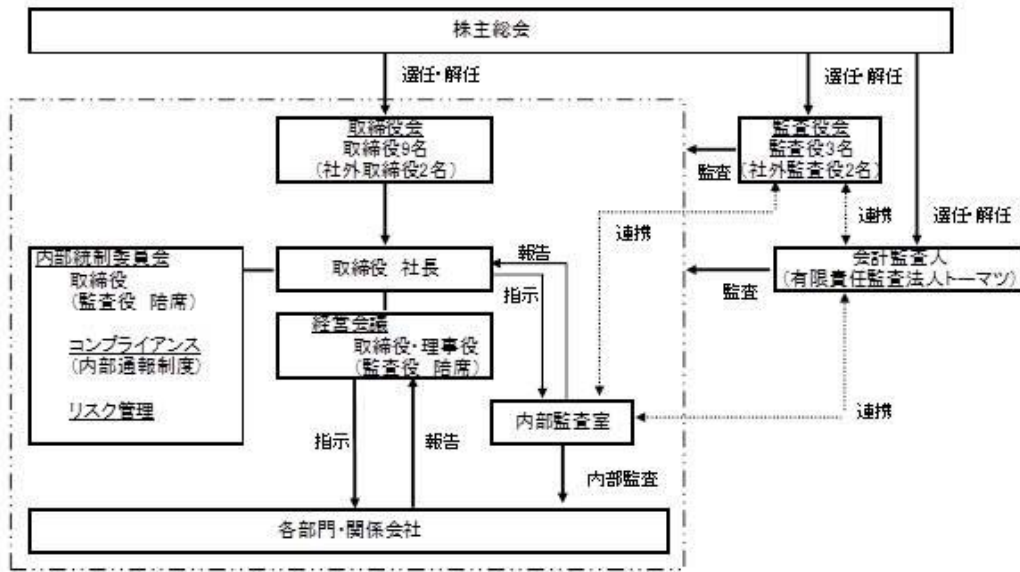 株主総会
選任・解任
選任・解任
取締役会
取締役9名
(社外取締役2名)
監査役会
監査役3名
(社外監査役2名)
監査
連携
連携
選任・解任
内部統制委員会
取締役
(監査役 陪席)
コンプライアンス
(内部通報制度)
リスク管理
取締役 社長
報告
指示
会計監査人
(有限責任監査法人トーマツ)
監査
経営会議
取締役・理事役
(監査役 陪席)
内部監査室
連携
指示
報告
内部監査
各部門・関係会社